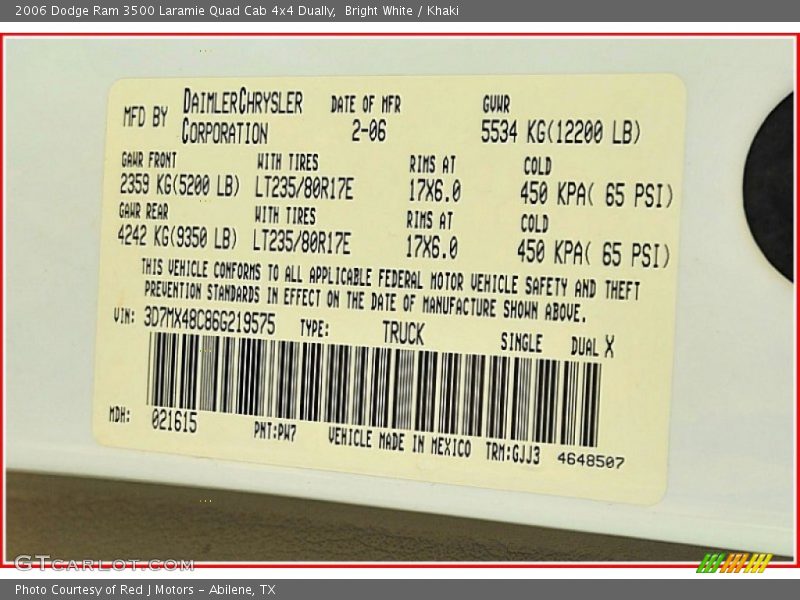 2006 Dodge Ram 3500 Laramie Quad Cab 4x4 Dually,  Bright White / Khaki
MFD BY DAIMLERCHRYSLER CORPORATION
DATE OF MFR 2-06
GVWR 5534 KG(12200 LB)
GAWR FRONT WITH TIRES RIMS AT COLD
2359 KG(5200 LB) LT235/80R17E 17X6.0 450 KPA( 65 PSI)
GAWR REAR WITH TIRES RIMS AT COLD
4242 KG(9350 LB) LT235/80R17E 17X6.0 450 KPA( 65 PSI)
THIS VEHICLE CONFORMS TO ALL APPLICABLE FEDERAL MOTOR VEHICLE SAFETY AND THEFT
PREVENTION STANDARDS IN EFFECT ON THE DATE OF MANUFACTURE SHOWN ABOVE.
VIN: 3D7MX48C86G219575 TYPE: TRUCK SINGLE DUAL X
MDH: 021615 PNT:PW7 VEHICLE MADE IN MEXICO TRM:GJJ3 4648507
GTcarlot.com
Photo Courtesy of Red J Motors - Abilene, TX